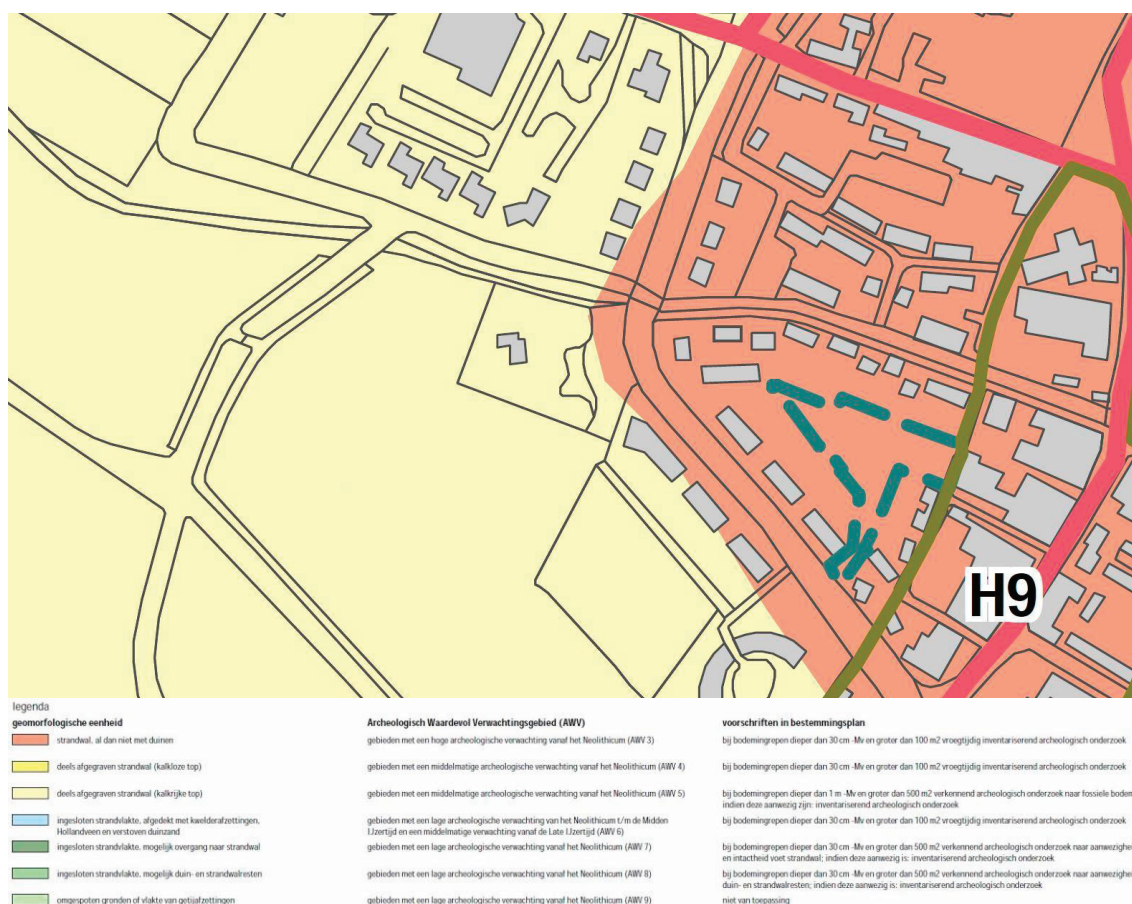 H9
legenda
geomorfologische eenheid Archeologisch Waardevol Verwachtingsgebied (AWV) voorschriften in bestemmingsplan
strandwal, al dan niet met duinen gebieden met een hoge archeologische verwachting vanaf het Neolithicum (AWV 3) bij bodemingrepen dieper dan 30 cm -Mv en groter dan 100 m2 vroegtijdig inventariserend archeologisch onderzoek
deels afgegraven strandwal (kalkloze top) gebieden met een middelmatige archeologische verwachting vanaf het Neolithicum (AWV 4) bij bodemingrepen dieper dan 30 cm -Mv en groter dan 100 m2 vroegtijdig inventariserend archeologisch onderzoek
deels afgegraven strandwal (kalkrijke top) gebieden met een middelmatige archeologische verwachting vanaf het Neolithicum (AWV 5) bij bodemingrepen dieper dan 1 m -Mv en groter dan 500 m2 verkennend archeologisch onderzoek naar fossiele bodem
indien deze aanwezig zijn: inventariserend archeologisch onderzoek
ingesloten strandvlakte, afgedekt met kwelderafzettingen, gebieden met een lage archeologische verwachting van het Neolithicum t/m de Midden bij bodemingrepen dieper dan 30 cm -Mv en groter dan 100 m2 vroegtijdig inventariserend archeologisch onderzoek
Hollandveen en verstoven duinzand IJzertijd en een middelmatige verwachting vanaf de Late IJzertijd (AWV 6)
ingesloten strandvlakte, mogelijk overgang naar strandwal gebieden met een lage archeologische verwachting vanaf het Neolithicum (AWV 7) bij bodemingrepen dieper dan 30 cm -Mv en groter dan 500 m2 verkennend archeologisch onderzoek naar aanwezighe
en intactheid voet strandwal; indien deze aanwezig is: inventariserend archeologisch onderzoek
ingesloten strandvlakte, mogelijk duin- en strandwalresten gebieden met een lage archeologische verwachting vanaf het Neolithicum (AWV 8) bij bodemingrepen dieper dan 30 cm -Mv en groter dan 500 m2 verkennend archeologisch onderzoek naar aanwezighe
duin- en strandwalresten; indien deze aanwezig is: inventariserend archeologisch onderzoek
omgespoten gronden of vlakte van getijafzettingen gebieden met een lage archeologische verwachting vanaf het Neolithicum (AWV 9) niet van toepassing